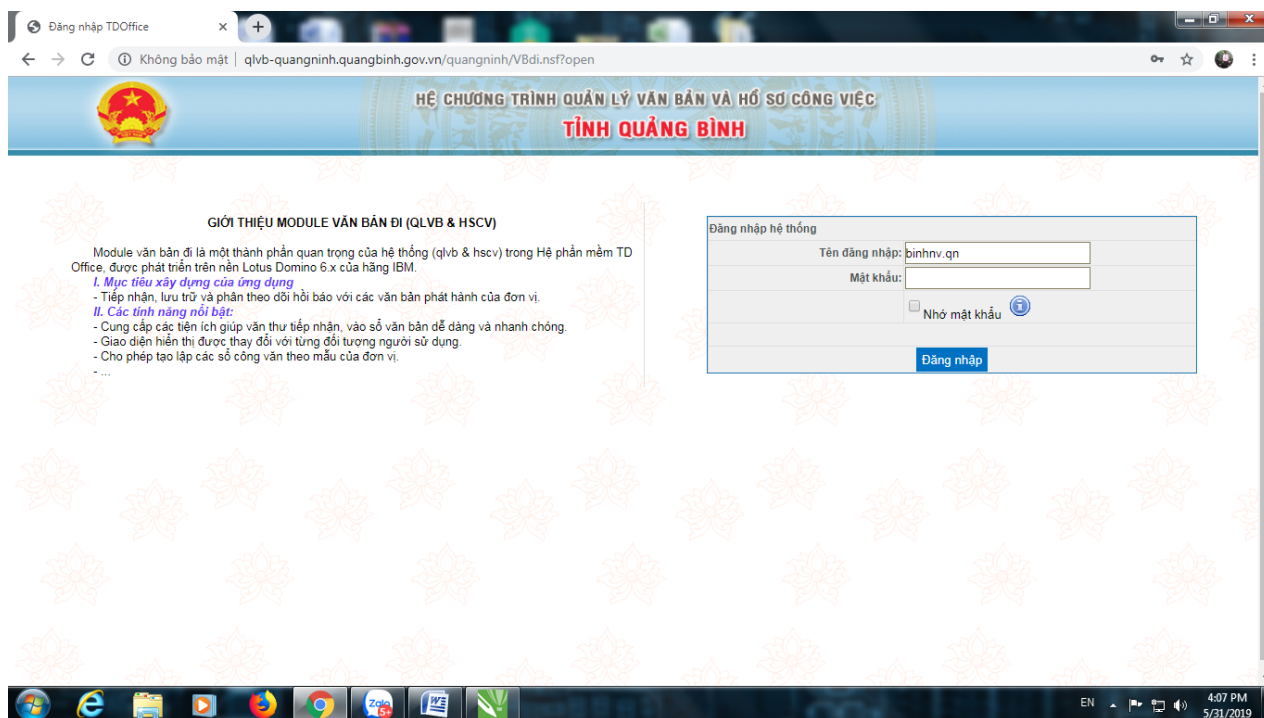 Đăng nhập TDOffice
Không bảo mật | qlvb-quangninh.quangbinh.gov.vn/quangninh/VBdi.nsf?open
HỆ CHƯƠNG TRÌNH QUẢN LÝ VĂN BẢN VÀ HỒ SƠ CÔNG VIỆC
TỈNH QUẢNG BÌNH
GIỚI THIỆU MODULE VĂN BẢN ĐI (QLVB & HSCV)
Module văn bản đi là một thành phần quan trọng của hệ thống (qlvb & hscv) trong Hệ phần mềm TD
Office, được phát triển trên nền Lotus Domino 6.x của hãng IBM.
I. Mục tiêu xây dựng của ứng dụng
- Tiếp nhận, lưu trữ và phân theo dõi hồi báo với các văn bản phát hành của đơn vị.
II. Các tính năng nổi bật:
- Cung cấp các tiện ích giúp văn thư tiếp nhận, vào sổ văn bản dễ dàng và nhanh chóng.
- Giao diện hiển thị được thay đổi với từng đối tượng người sử dụng.
- Cho phép tạo lập các sổ công văn theo mẫu của đơn vị.
- ...
Đăng nhập hệ thống
Tên đăng nhập: binhnv.qn
Mật khẩu:
Nhớ mật khẩu
Đăng nhập
Zalo
5+
EN
4:07 PM
5/31/2019